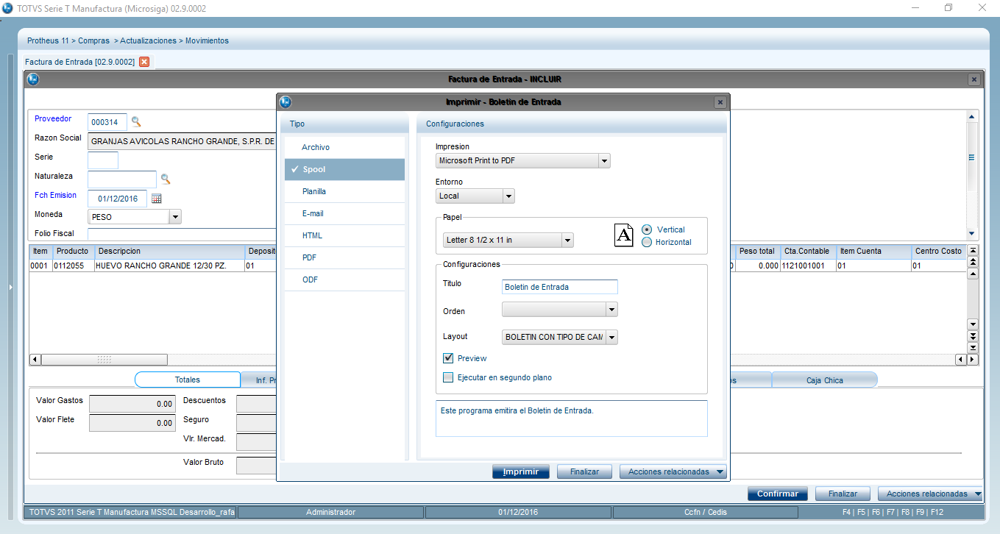 TOTVS Serie T Manufactura (Microsiga) 02.9.0002
Protheus 11 > Compras > Actualizaciones > Movimientos
Factura de Entrada [02.9.0002]
Factura de Entrada - INCLUIR
Imprimir - Boletin de Entrada
Proveedor 000314
Razon Social GRANJAS AVICOLAS RANCHO GRANDE, S.P.R. DE
Serie
Naturaleza
Fch Emision 01/12/2016
Moneda PESO
Folio Fiscal
Item Producto Descripcion Deposito Peso total Cta.Contable Item Cuenta Centro Costo
0001 0112055 HUEVO RANCHO GRANDE 12/30 PZ. 01 0.000 1121001001 01 01
Tipo
Archivo
Spool
Planilla
E-mail
HTML
PDF
ODF
Configuraciones
Impresion
Microsoft Print to PDF
Entorno
Local
Papel
Letter 8 1/2 x 11 in
A
Vertical
Horizontal
Configuraciones
Título Boletin de Entrada
Orden
Layout BOLETIN CON TIPO DE CAM
Preview
Ejecutar en segundo plano
Este programa emitira el Boletin de Entrada.
Imprimir Finalizar Acciones relacionadas
Totales Inf. Caja Chica
Valor Gastos 0.00 Descuentos
Valor Flete 0.00 Seguro
Vlr. Mercad.
Valor Bruto
Confirmar Finalizar Acciones relacionadas
TOTVS 2011 Serie T Manufactura MSSQL Desarrollo_rafa Administrador 01/12/2016 Ccfn / Cedis F4 | F5 | F6 | F7 | F8 | F9 | F12